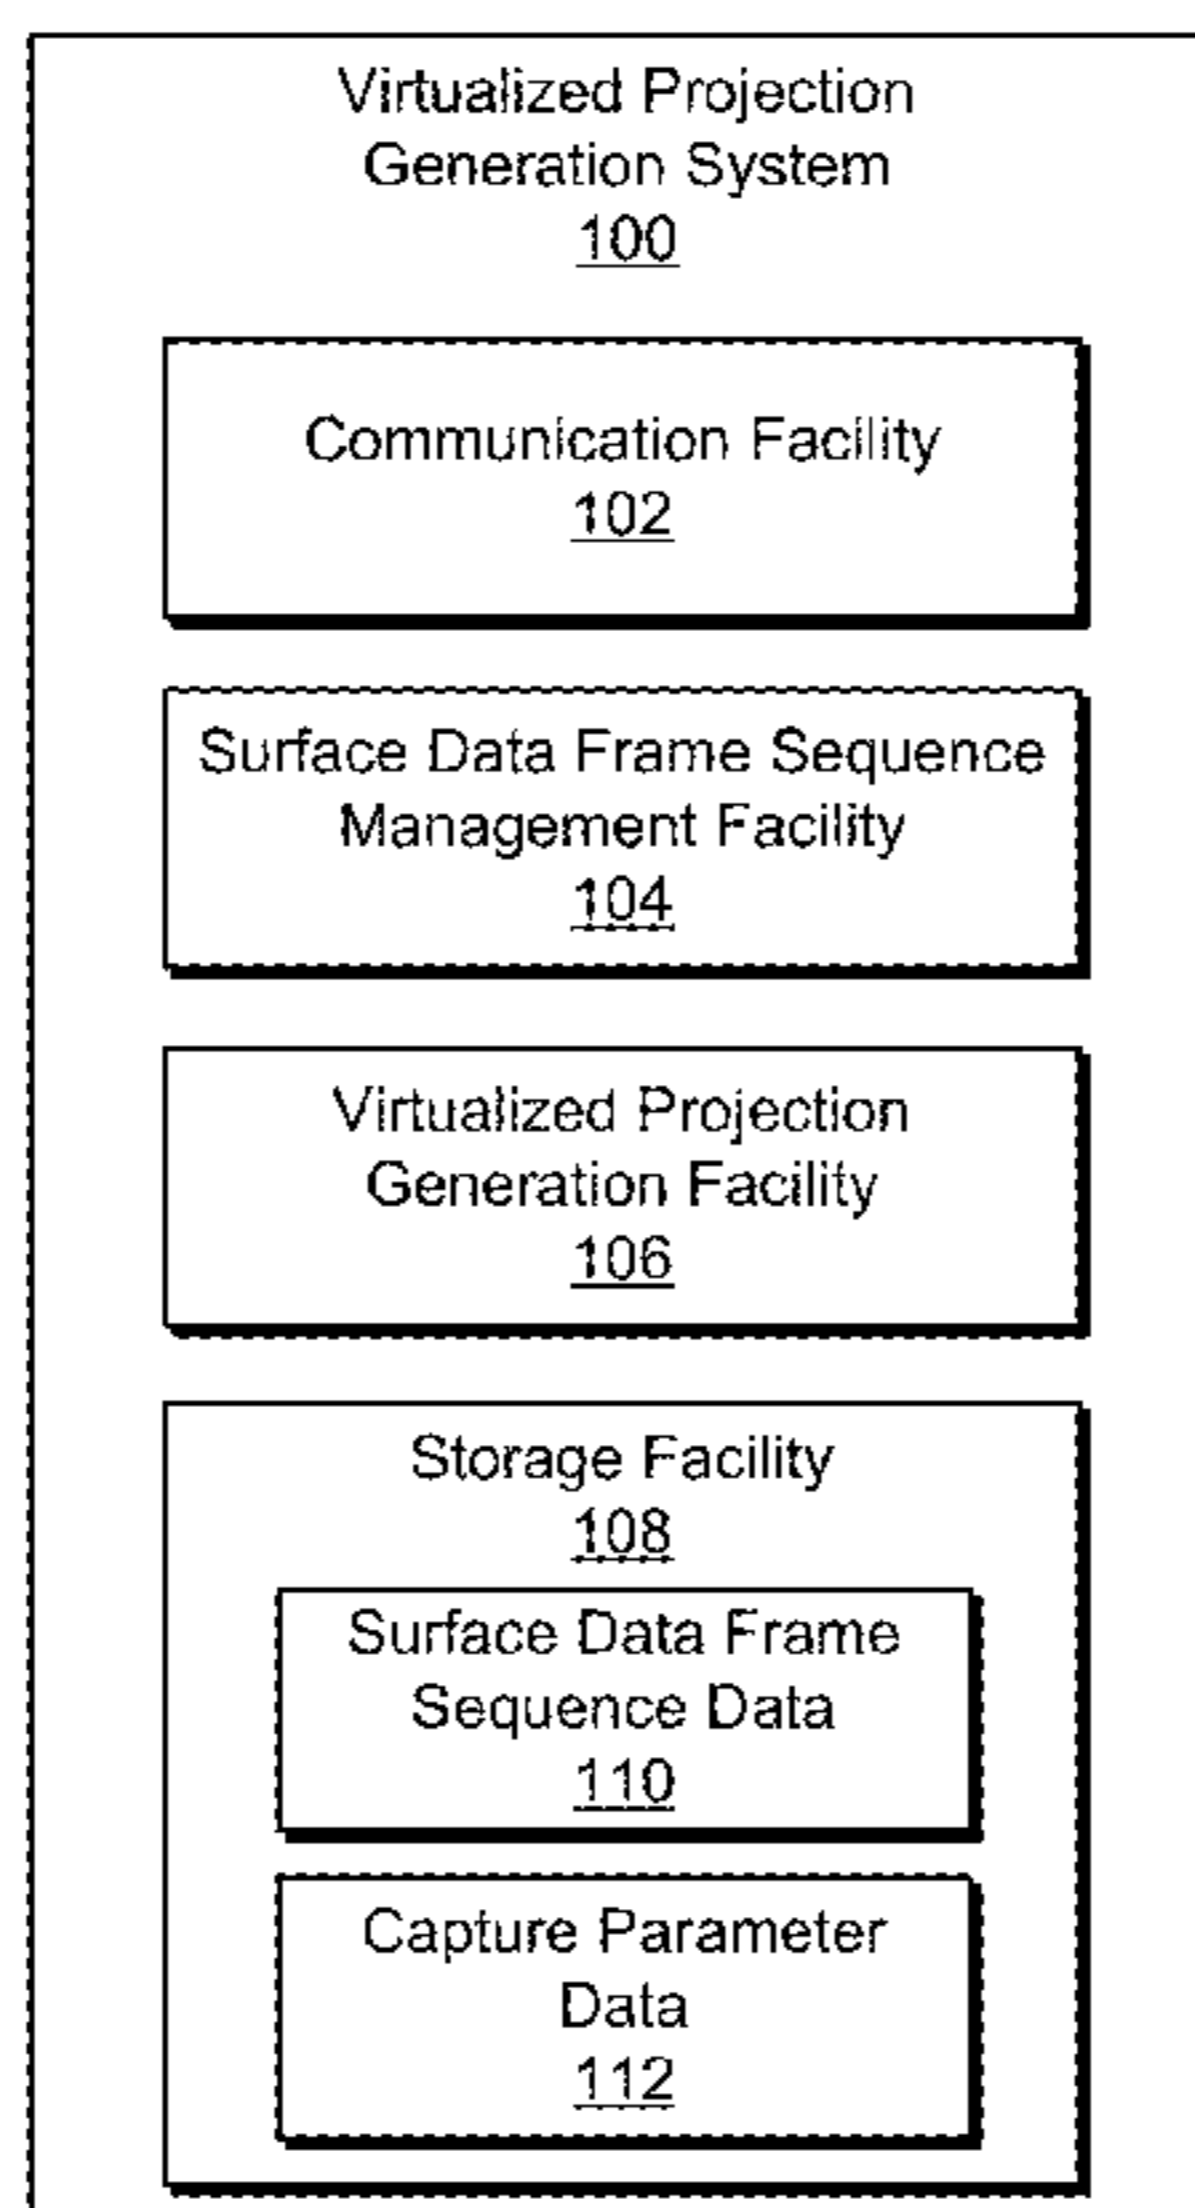 Virtualized Projection
Generation System
100
Communication Facility
102
Surface Data Frame Sequence
Management Facility
104
Virtualized Projection
Generation Facility
106
Storage Facility
108
Surface Data Frame
Sequence Data
110
Capture Parameter
Data
112